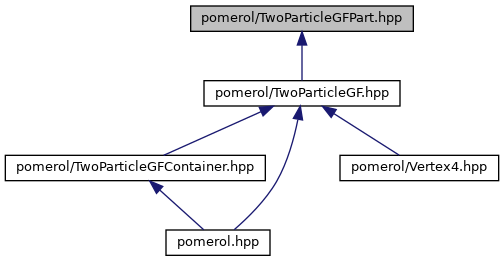 pomerol/TwoParticleGFPart.hpp
pomerol/TwoParticleGF.hpp
pomerol/TwoParticleGFContainer.hpp
pomerol/Vertex4.hpp
pomerol.hpp